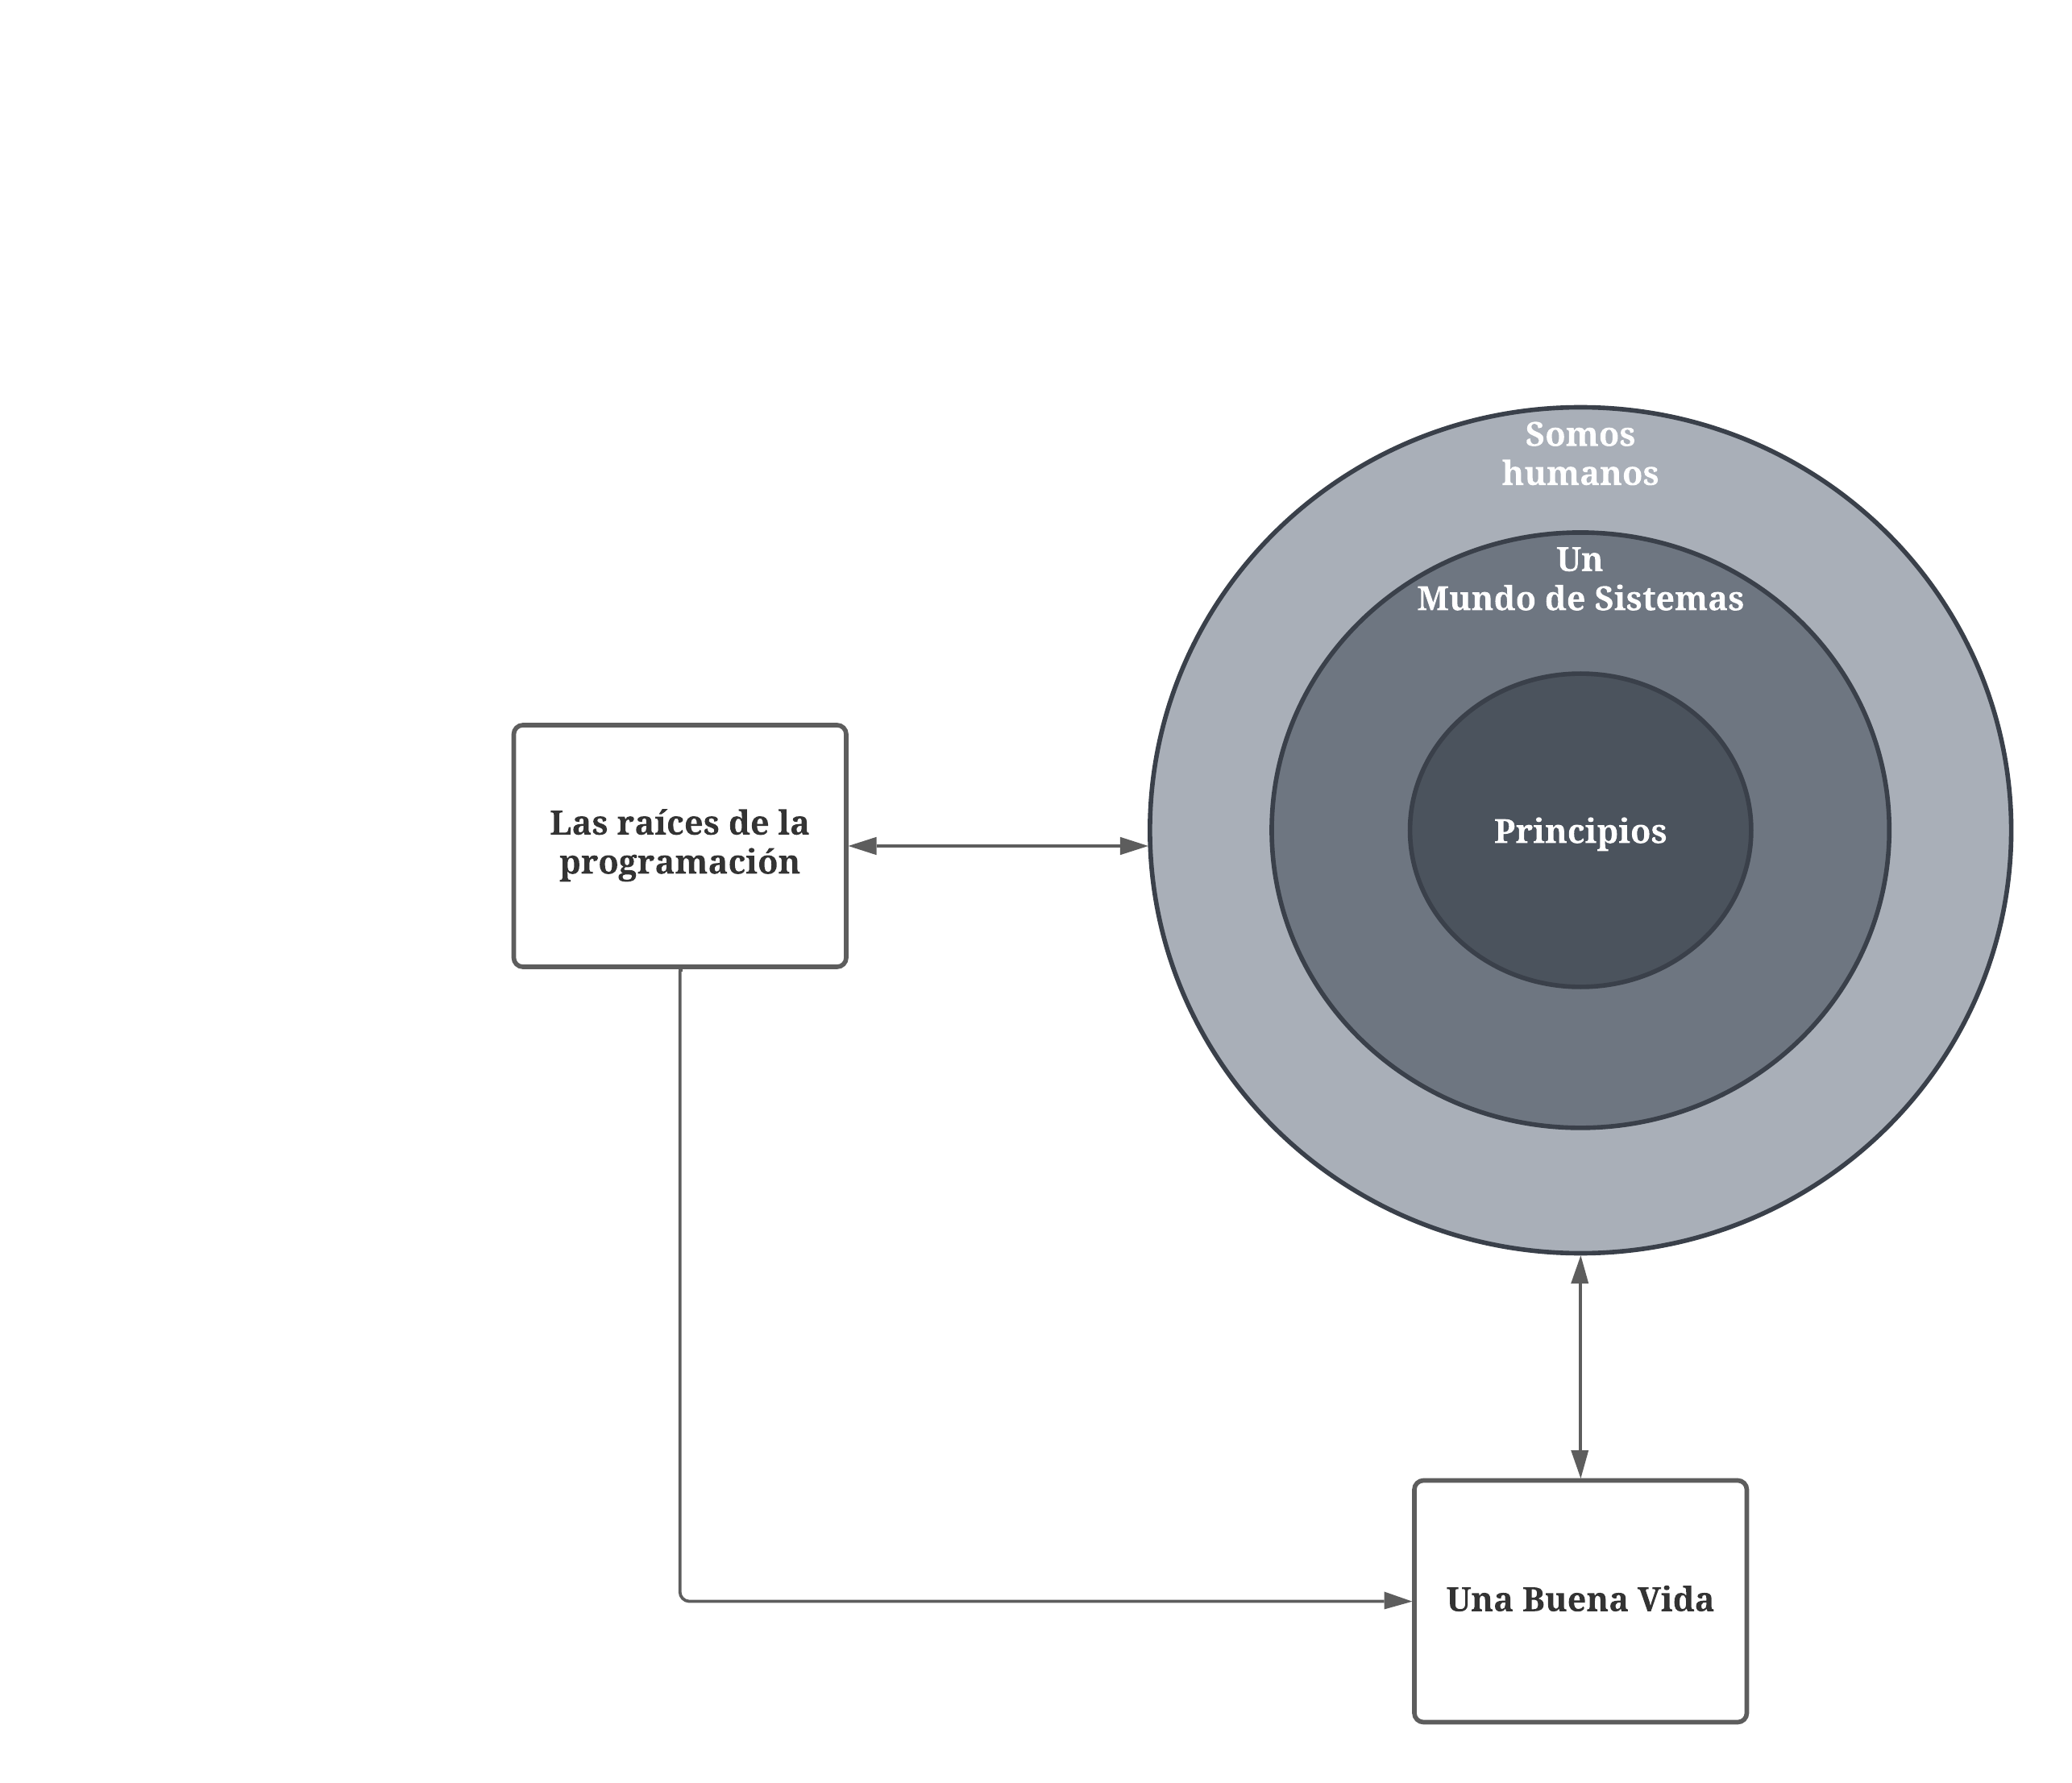 Somos
humanos
Un
Mundo de Sistemas
Las raíces de la
programación
Principios
Una Buena Vida